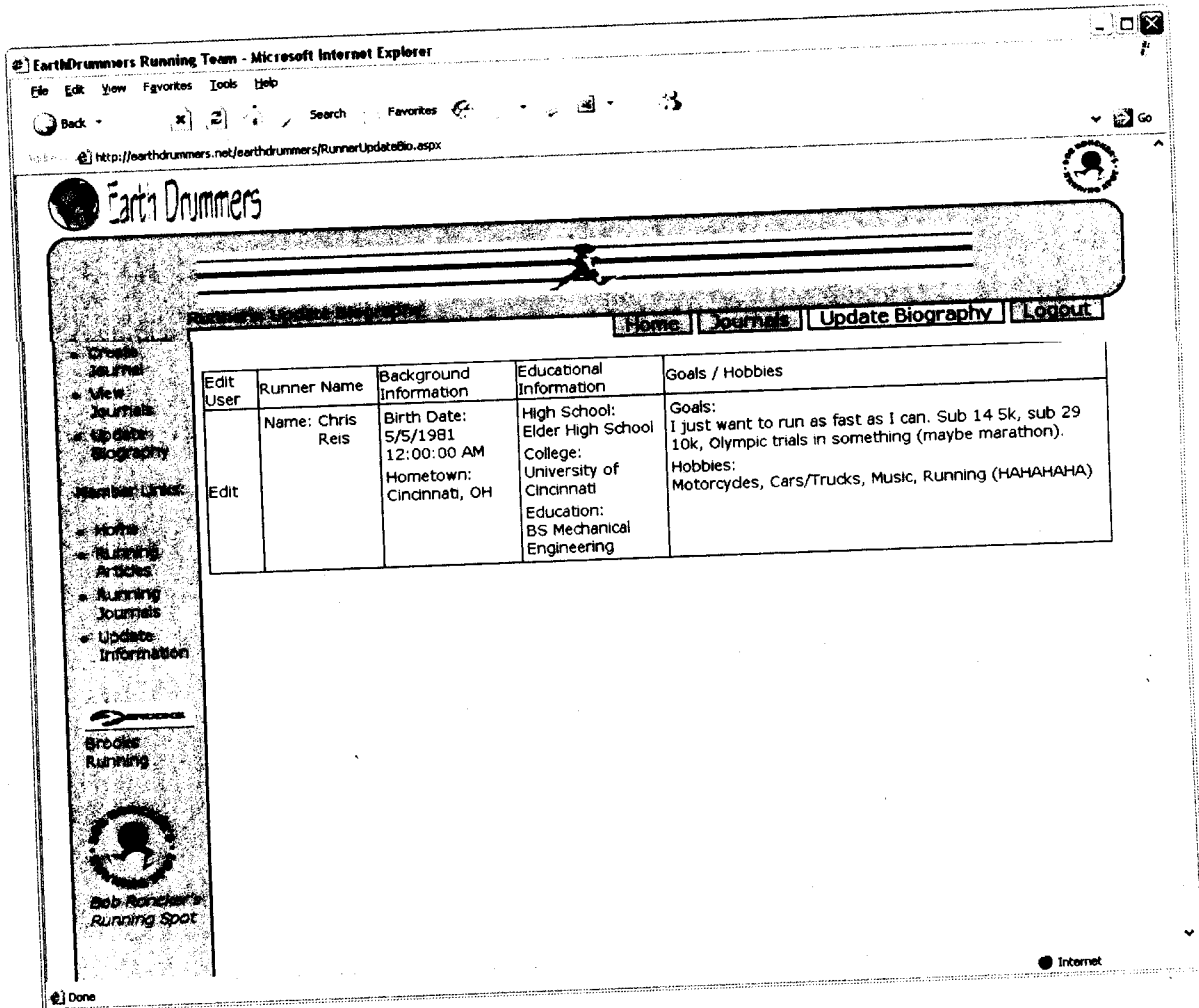 EarthDrummers Running Team - Microsoft Internet Explorer
File Edit View Favorites Tools Help
Back Search Favorites
http://earthdrummers.net/earthdrummers/RunnerUpdateBio.aspx
Go
Earth Drummers
Runner's Update Biography
Home Journals Update Biography Logout
Create
Journal
View
Journals
Update
Biography
Member Links:
Home
Running
Articles
Running
Journals
Update
Information
BROOKS
Brooks
Running
Bob Roncker's
Running Spot
Edit
User
Runner Name
Background
Information
Educational
Information
Goals / Hobbies
Edit
Name: Chris
Reis
Birth Date:
5/5/1981
12:00:00 AM
Hometown:
Cincinnati, OH
High School:
Elder High School
College:
University of
Cincinnati
Education:
BS Mechanical
Engineering
Goals:
I just want to run as fast as I can. Sub 14 5k, sub 29
10k, Olympic trials in something (maybe marathon).
Hobbies:
Motorcycles, Cars/Trucks, Music, Running (HAHAHAHA)
Done
Internet